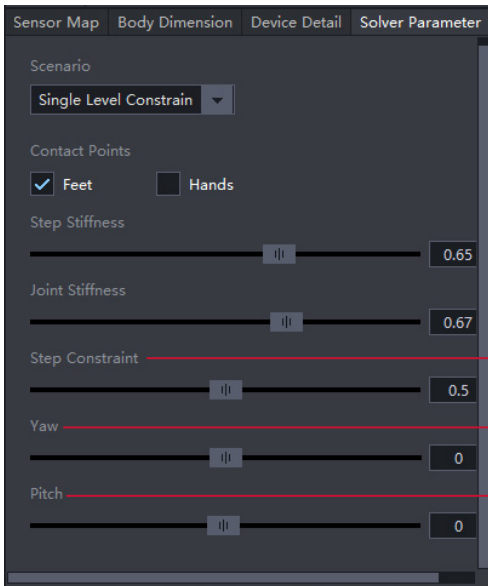 Sensor Map Body Dimension Device Detail Solver Parameter
Scenario
Single Level Constrain
Contact Points
Feet Hands
Step Stiffness
0.65
Joint Stiffness
0.67
Step Constraint
0.5
Yaw
0
Pitch
0